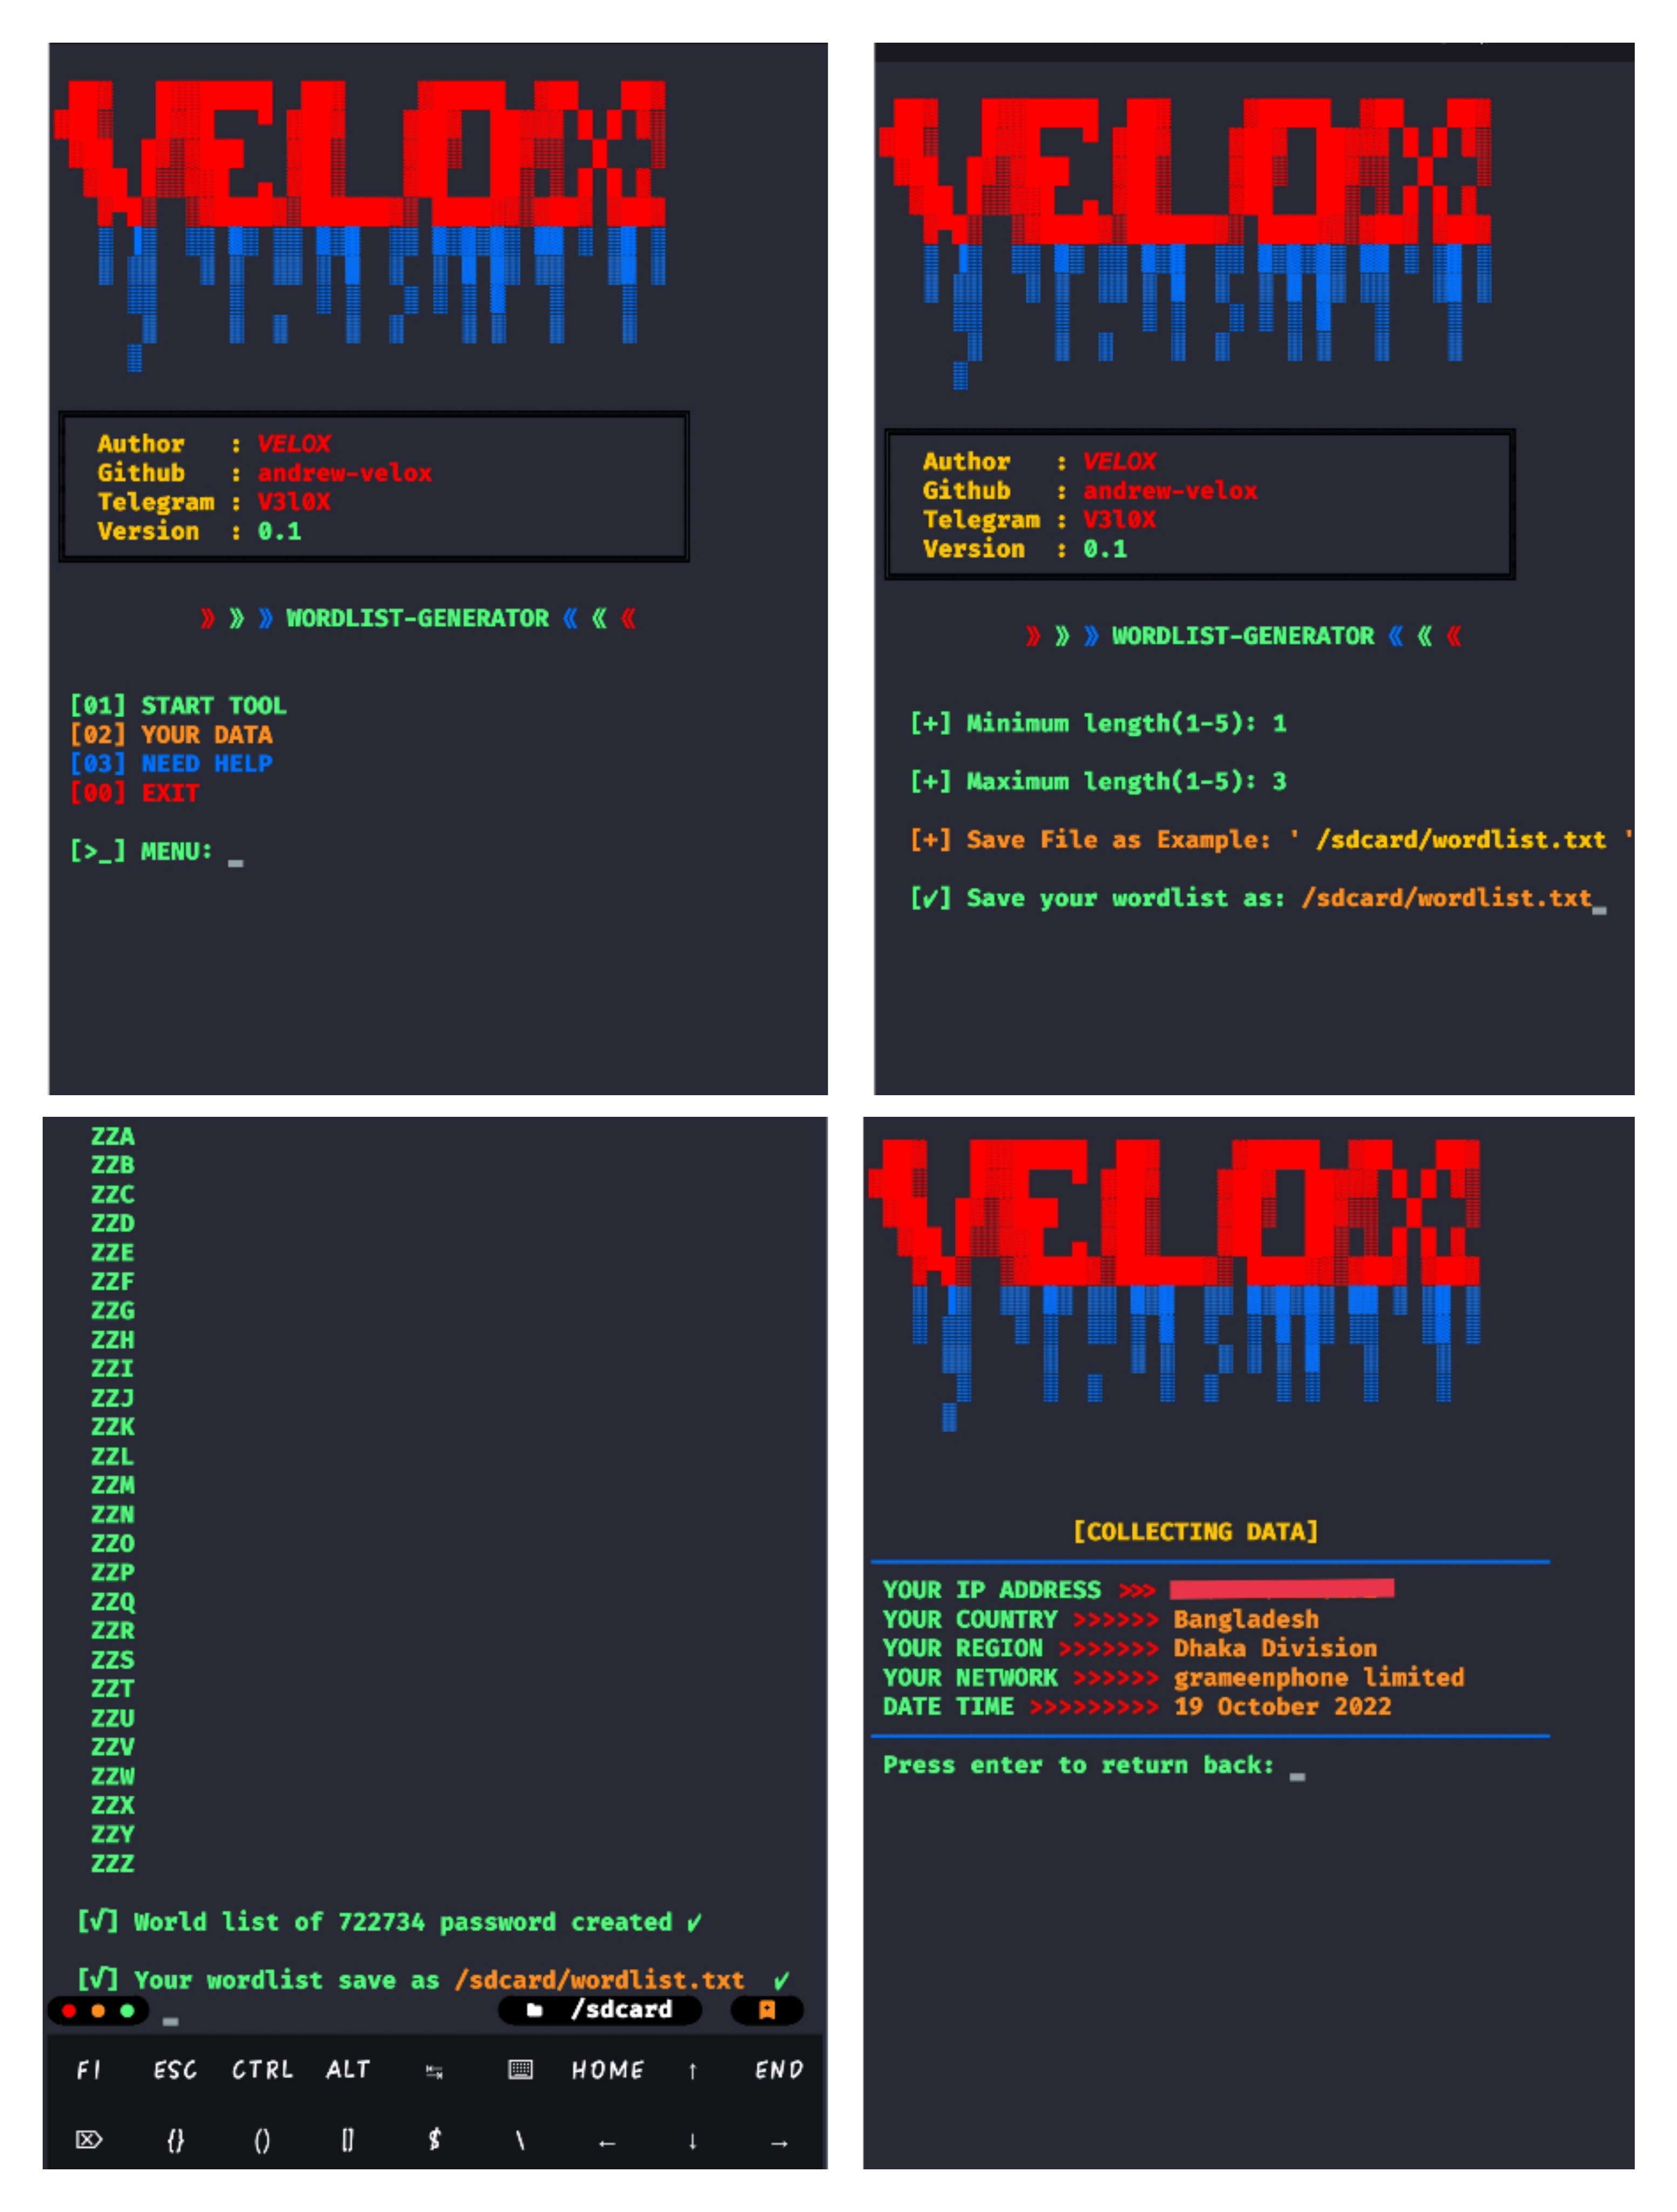 VELOX
Author   : VELOX
Github   : andrew-velox
Telegram : V3l0X
Version  : 0.1
》 》 》 WORDLIST-GENERATOR 《 《 《
[01] START TOOL
[02] YOUR DATA
[03] NEED HELP
[00] EXIT
[>_] MENU: _
VELOX
Author   : VELOX
Github   : andrew-velox
Telegram : V3l0X
Version  : 0.1
》 》 》 WORDLIST-GENERATOR 《 《 《
[+] Minimum length(1-5): 1
[+] Maximum length(1-5): 3
[+] Save File as Example: ' /sdcard/wordlist.txt '
[✓] Save your wordlist as: /sdcard/wordlist.txt_
ZZA
ZZB
ZZC
ZZD
ZZE
ZZF
ZZG
ZZH
ZZI
ZZJ
ZZK
ZZL
ZZM
ZZN
ZZO
ZZP
ZZQ
ZZR
ZZS
ZZT
ZZU
ZZV
ZZW
ZZX
ZZY
ZZZ
[√] World list of 722734 password created ✓
[√] Your wordlist save as /sdcard/wordlist.txt ✓
/sdcard
F1 ESC CTRL ALT HOME ↑ END
{} () [] $ \ ← ↓ →
VELOX
[COLLECTING DATA]
YOUR IP ADDRESS >>>
YOUR COUNTRY >>>>>> Bangladesh
YOUR REGION >>>>>>> Dhaka Division
YOUR NETWORK >>>>>> grameenphone limited
DATE TIME >>>>>>>>> 19 October 2022
Press enter to return back: _